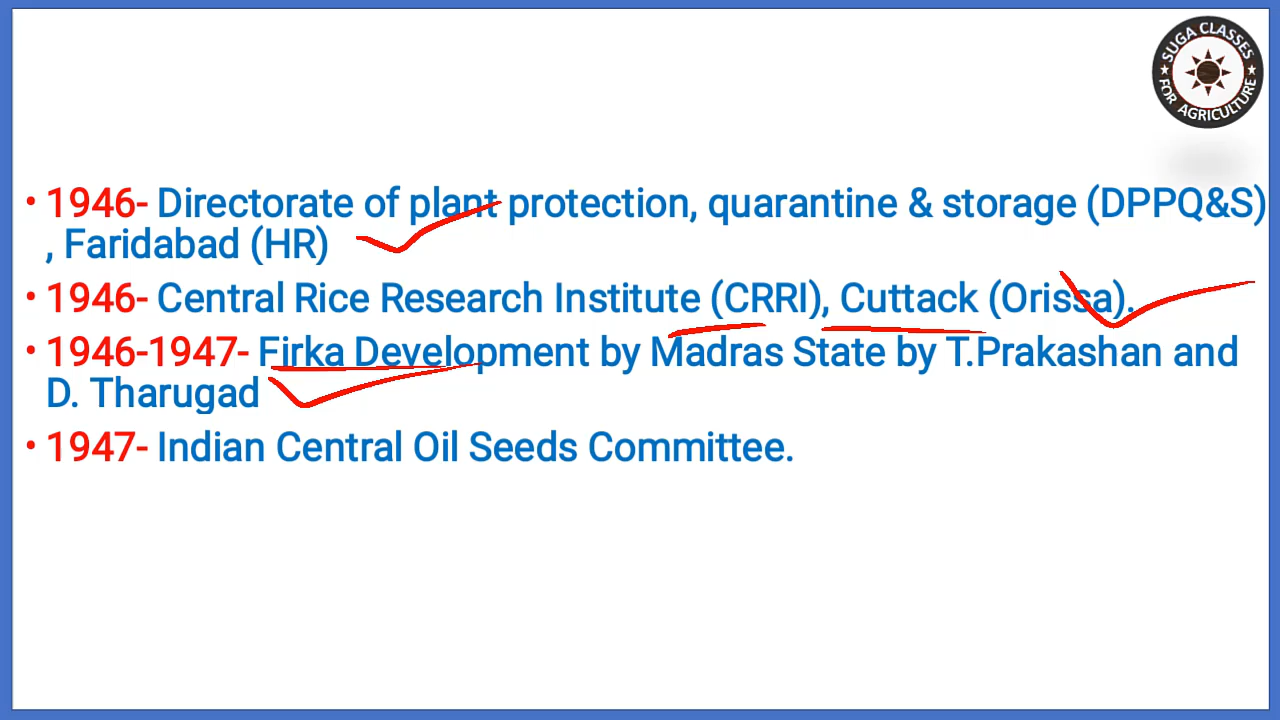 SUGA CLASSES
FOR AGRICULTURE
• 1946- Directorate of plant protection, quarantine & storage (DPPQ&S)
, Faridabad (HR)
• 1946- Central Rice Research Institute (CRRI), Cuttack (Orissa).
• 1946-1947- Firka Development by Madras State by T.Prakashan and
D. Tharugad
• 1947- Indian Central Oil Seeds Committee.